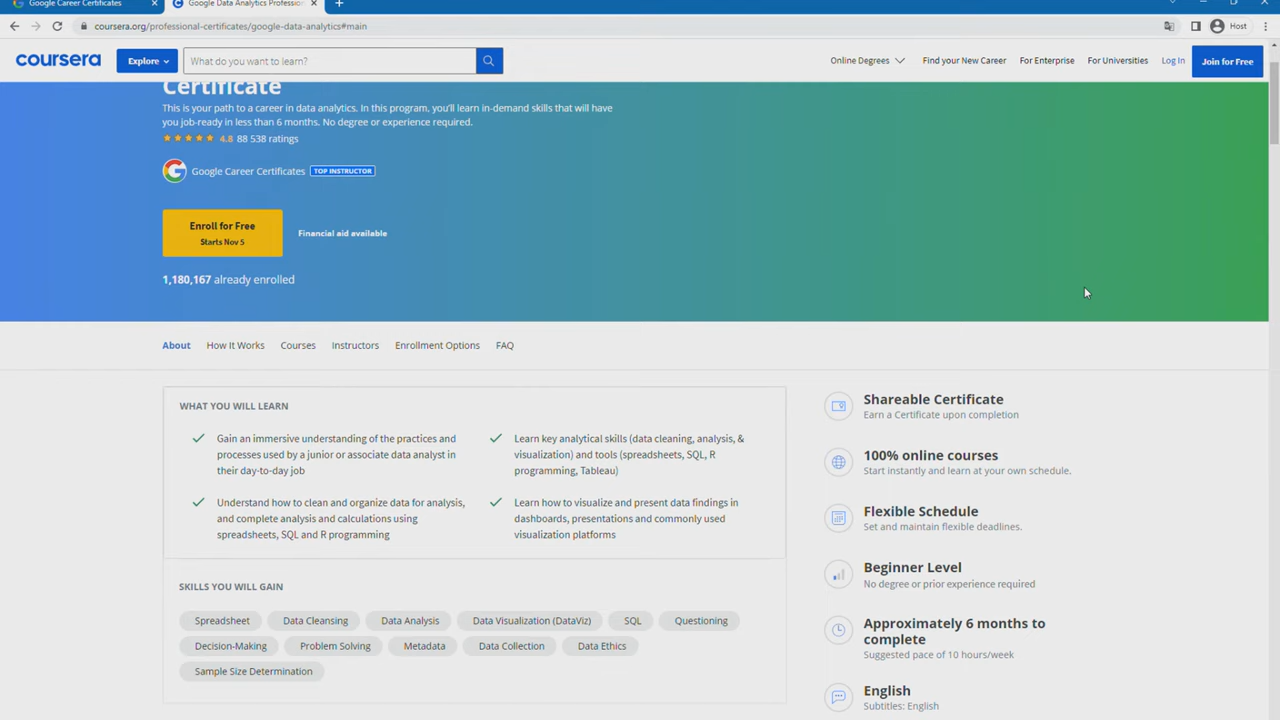 Google Career Certificates
Google Data Analytics Profession
coursera.org/professional-certificates/google-data-analytics#main
Host
coursera
Explore
What do you want to learn?
Online Degrees
Find your New Career
For Enterprise
For Universities
Log In
Join for Free
Certificate
This is your path to a career in data analytics. In this program, you'll learn in-demand skills that will have
you job-ready in less than 6 months. No degree or experience required.
4.8 88 538 ratings
Google Career Certificates TOP INSTRUCTOR
Enroll for Free
Starts Nov 5
Financial aid available
1,180,167 already enrolled
About How It Works Courses Instructors Enrollment Options FAQ
WHAT YOU WILL LEARN
Gain an immersive understanding of the practices and
processes used by a junior or associate data analyst in
their day-to-day job
Learn key analytical skills (data cleaning, analysis, &
visualization) and tools (spreadsheets, SQL, R
programming, Tableau)
Understand how to clean and organize data for analysis,
and complete analysis and calculations using
spreadsheets, SQL and R programming
Learn how to visualize and present data findings in
dashboards, presentations and commonly used
visualization platforms
SKILLS YOU WILL GAIN
Spreadsheet Data Cleansing Data Analysis Data Visualization (DataViz) SQL Questioning
Decision-Making Problem Solving Metadata Data Collection Data Ethics
Sample Size Determination
Shareable Certificate
Earn a Certificate upon completion
100% online courses
Start instantly and learn at your own schedule.
Flexible Schedule
Set and maintain flexible deadlines.
Beginner Level
No degree or prior experience required
Approximately 6 months to
complete
Suggested pace of 10 hours/week
English
Subtitles: English